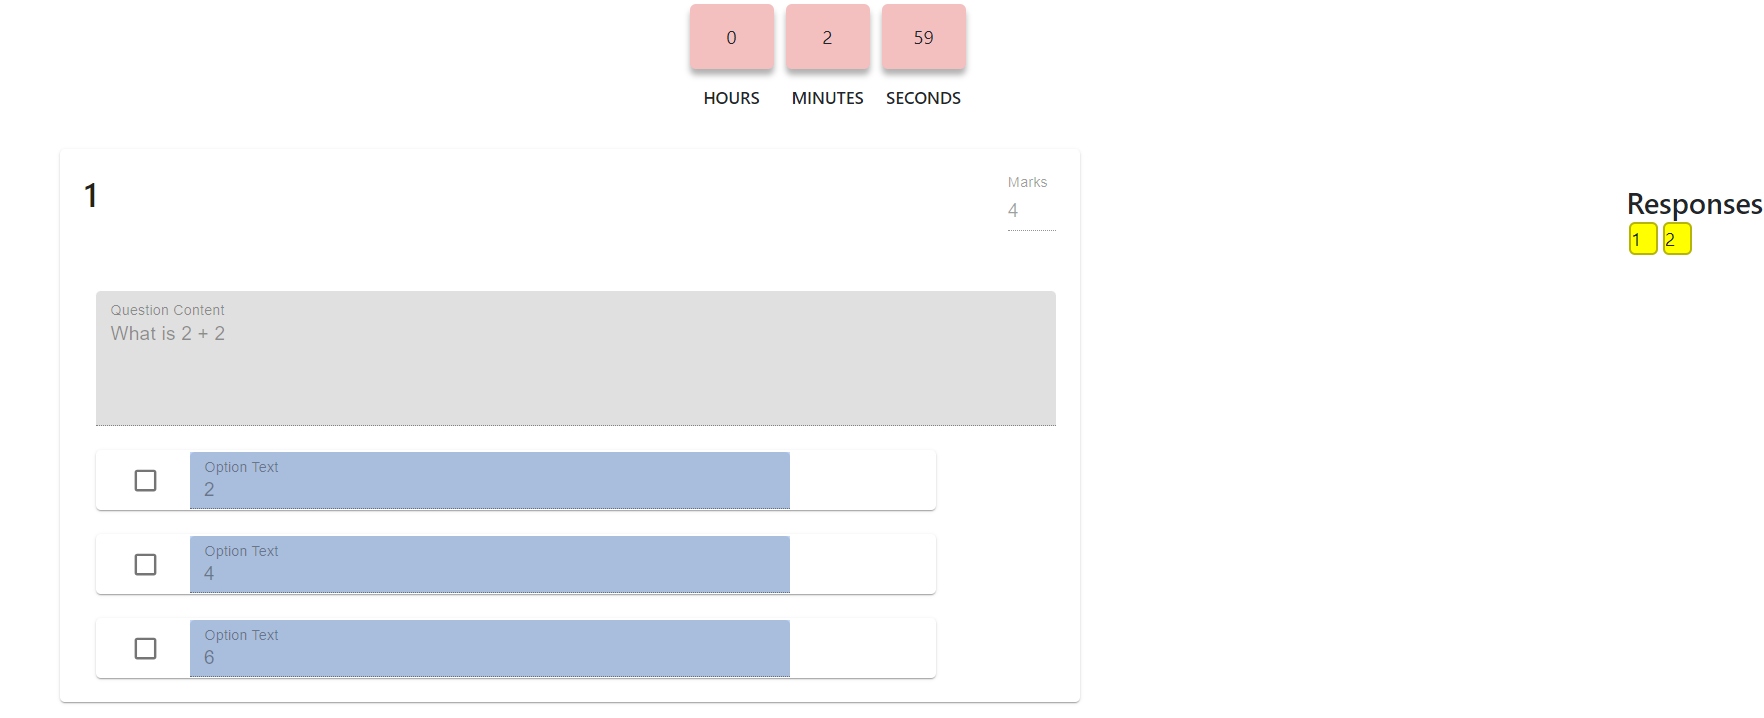 0 2 59
HOURS MINUTES SECONDS
1
Marks
4
Question Content
What is 2 + 2
Option Text
2
Option Text
4
Option Text
6
Responses
1 2